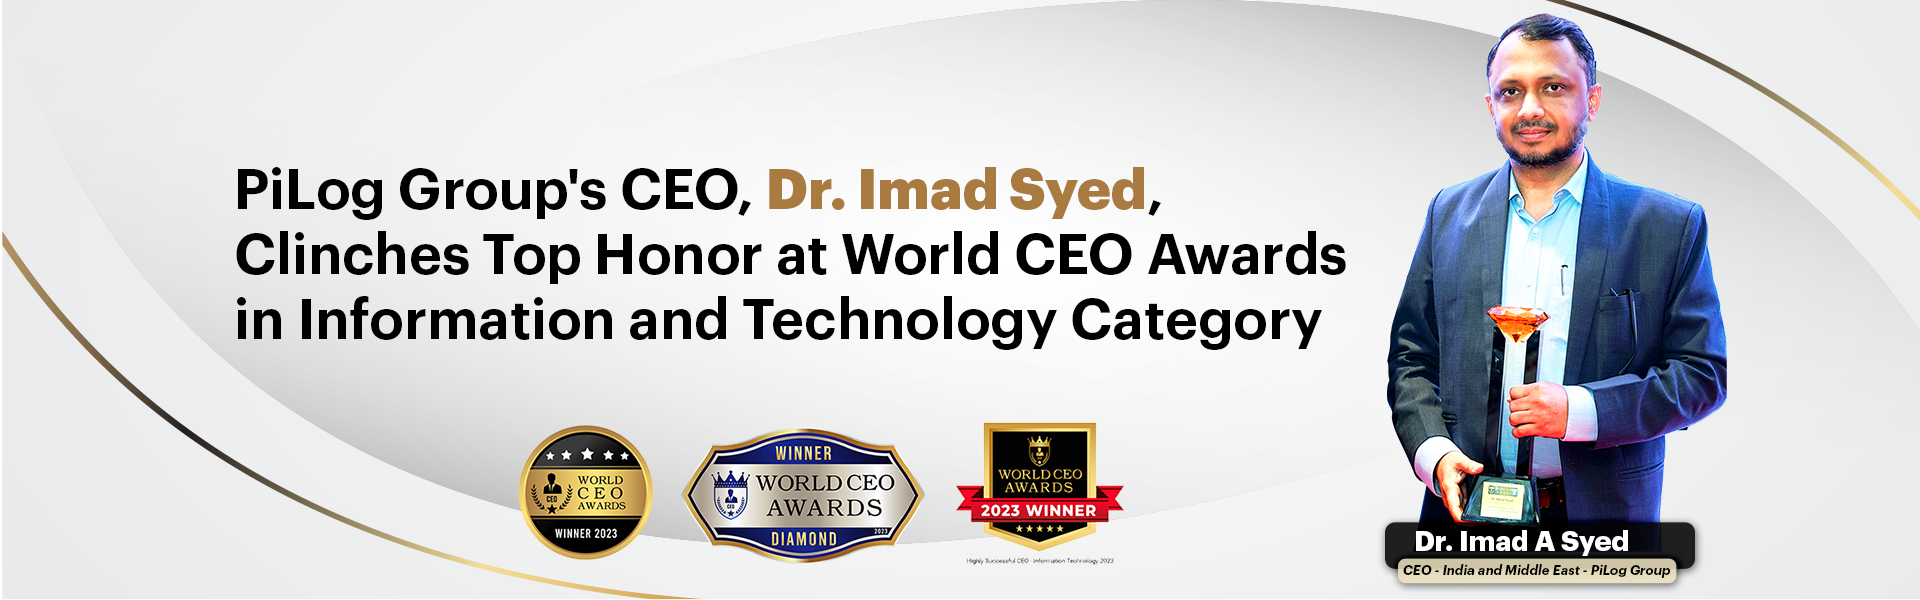 PiLog Group's CEO, Dr. Imad Syed,
Clinches Top Honor at World CEO Awards
in Information and Technology Category
CEO
WORLD
CEO
AWARDS
WINNER 2023
WINNER
CEO
WORLD CEO
AWARDS
2023
DIAMOND
WORLD CEO
AWARDS
2023 WINNER
Highly Successful CEO - Information Technology 2023
Dr. Imad A Syed
CEO - India and Middle East - PiLog Group